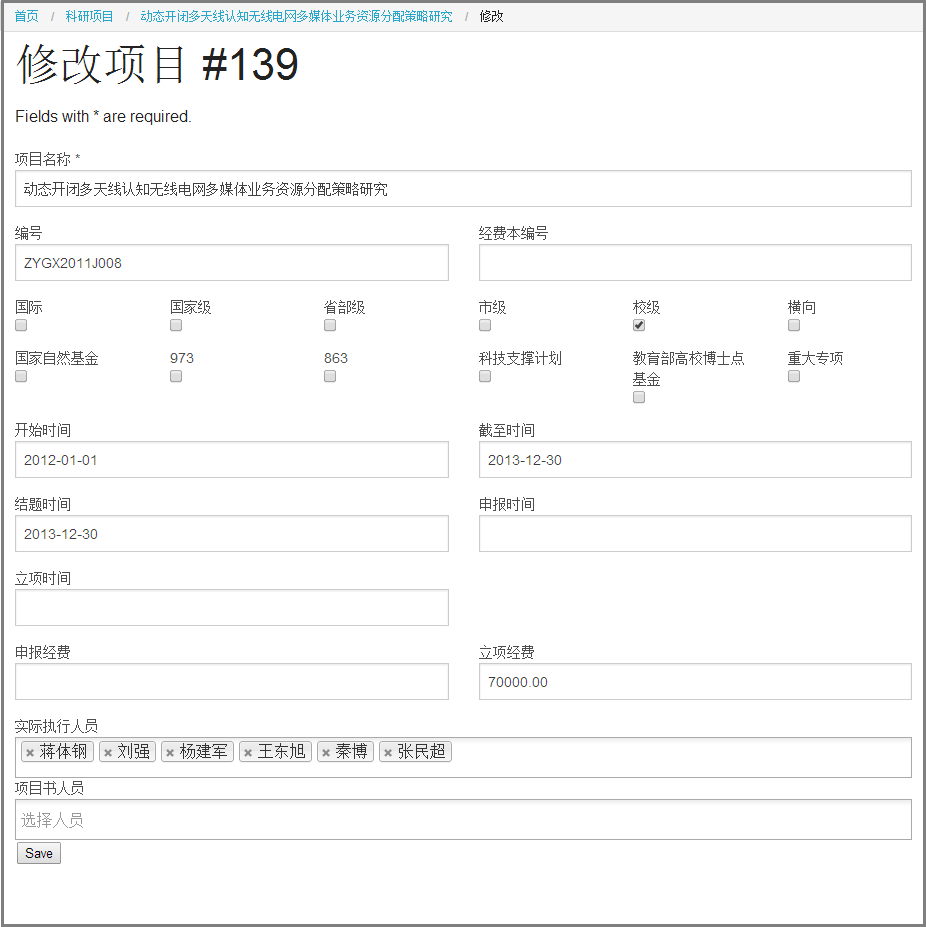 首页 / 科研项目 / 动态开闭多天线认知无线电网多媒体业务资源分配策略研究 / 修改
修改项目 #139
Fields with * are required.
项目名称 *
动态开闭多天线认知无线电网多媒体业务资源分配策略研究
编号 经费本编号
ZYGX2011J008
国际 国家级 省部级 市级 校级 横向
国家自然基金 973 863 科技支撑计划 教育部高校博士点 重大专项
基金
开始时间 截至时间
2012-01-01 2013-12-30
结题时间 申报时间
2013-12-30
立项时间
申报经费 立项经费
70000.00
实际执行人员
× 蒋体钢 × 刘强 × 杨建军 × 王东旭 × 秦博 × 张民超
项目书人员
选择人员
Save